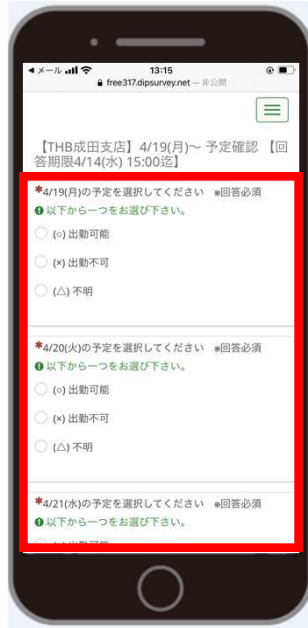 メール 13:15
free317.dipsurvey.net — 非公開
【THB成田支店】4/19(月)〜 予定確認 【回
答期限4/14(水) 15:00迄】
*4/19(月)の予定を選択してください ※回答必須
以下から一つをお選び下さい。
(○) 出勤可能
(×) 出勤不可
(△) 不明
*4/20(火)の予定を選択してください ※回答必須
以下から一つをお選び下さい。
(○) 出勤可能
(×) 出勤不可
(△) 不明
*4/21(水)の予定を選択してください ※回答必須
以下から一つをお選び下さい。